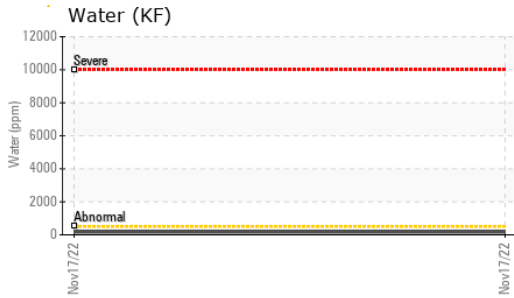 Water (KF)
12000
Severe
10000
8000
6000
Water (ppm)
4000
2000
Abnormal
0
Nov17/22
Nov17/22